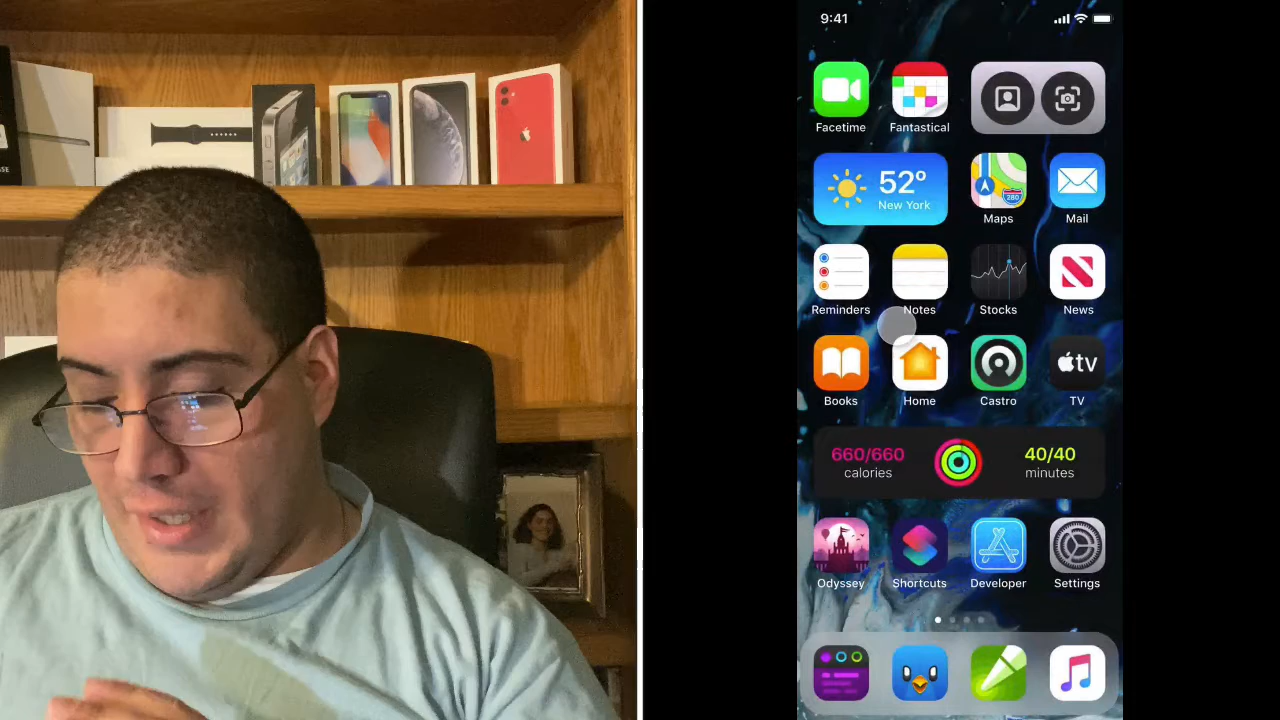 9:41
Facetime
Fantastical
52°
New York
Maps
Mail
280
Reminders
Notes
Stocks
News
Books
Home
Castro
tv
TV
660/660
calories
40/40
minutes
Odyssey
Shortcuts
Developer
Settings